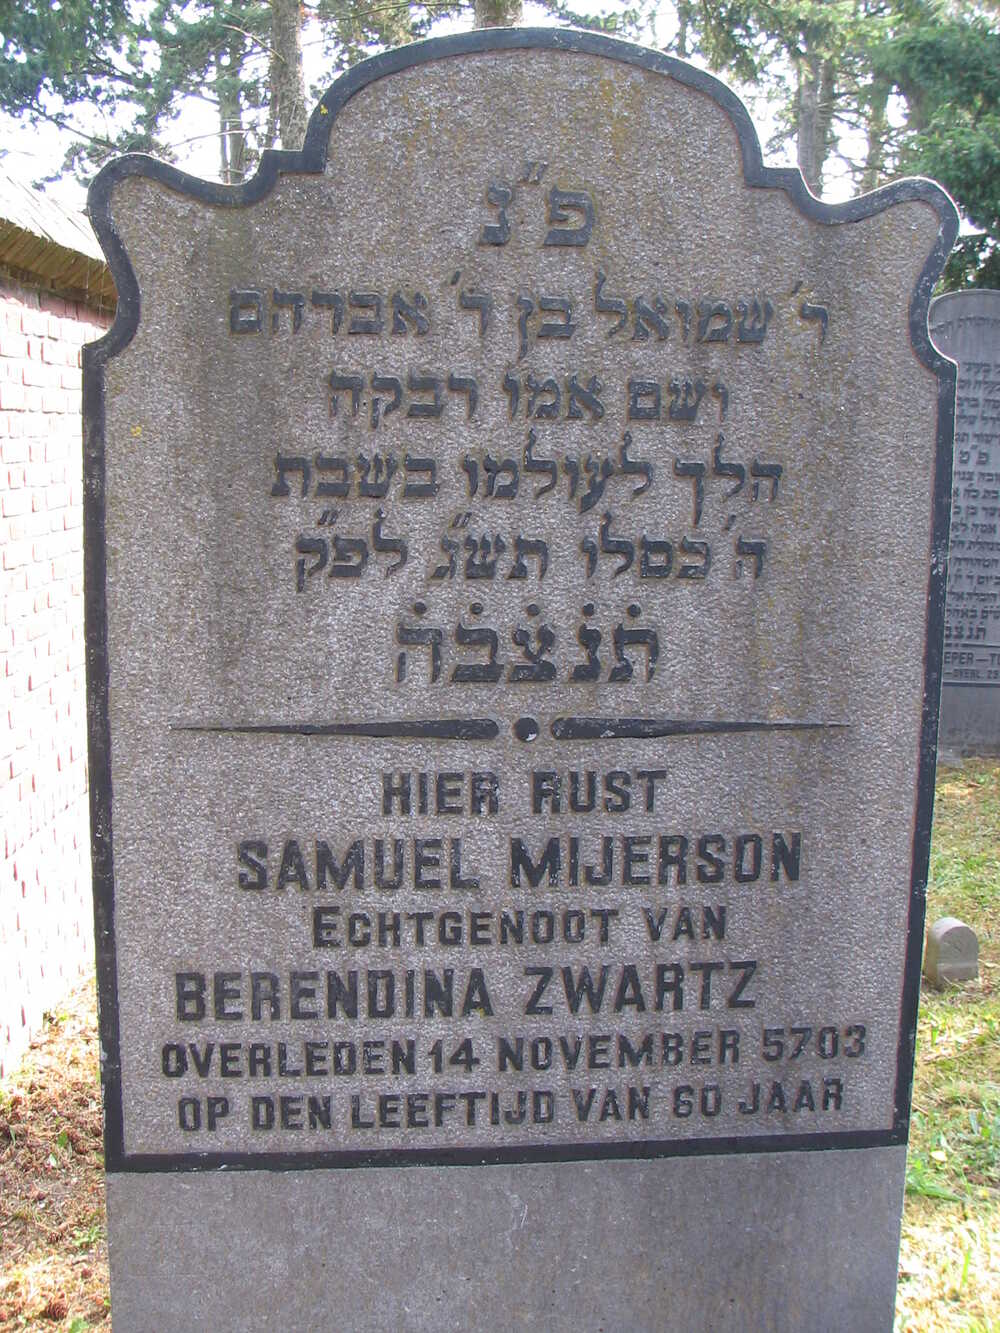 פ״נ
ר׳ שמואל בן ר׳ אברהם
ושם אמו רבקה
הלך לעולמו בשבת
ה׳ כסלו תש״ג לפ״ק
תנצבה
HIER RUST
SAMUEL MIJERSON
ECHTGENOOT VAN
BERENDINA ZWARTZ
OVERLEDEN 14 NOVEMBER 5703
OP DEN LEEFTIJD VAN 60 JAAR
פ״ט
תנצבה